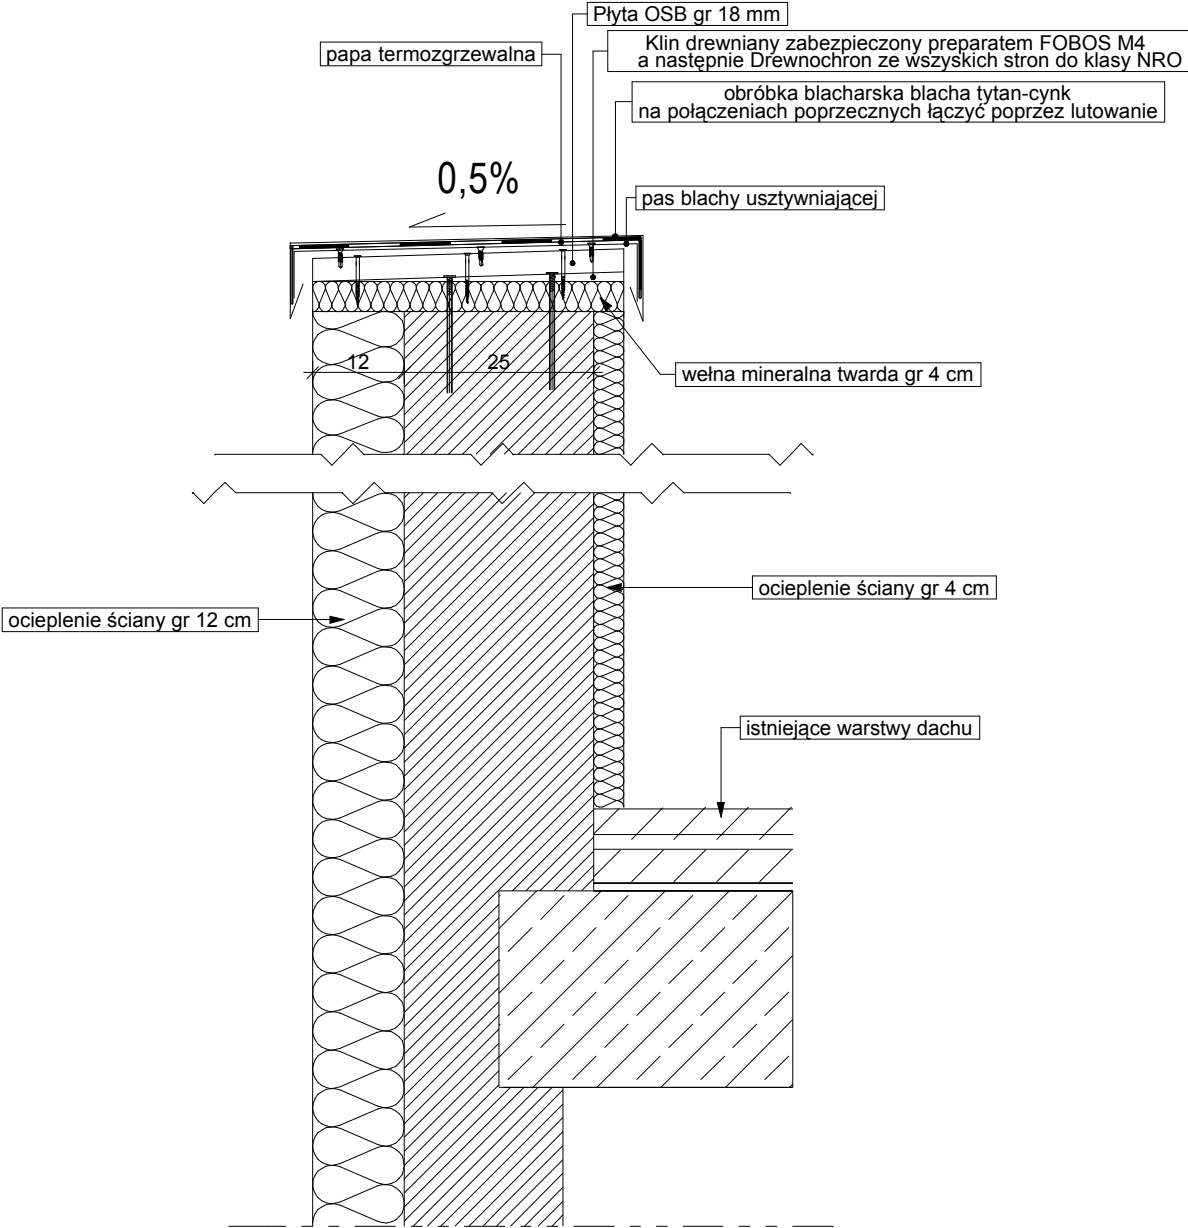 Płyta OSB gr 18 mm
papa termozgrzewalna
Klin drewniany zabezpieczony preparatem FOBOS M4
a następnie Drewnochron ze wszyskich stron do klasy NRO
obróbka blacharska blacha tytan-cynk
na połączeniach poprzecznych łączyć poprzez lutowanie
0,5%
pas blachy usztywniającej
12
25
wełna mineralna twarda gr 4 cm
ocieplenie ściany gr 4 cm
ocieplenie ściany gr 12 cm
istniejące warstwy dachu